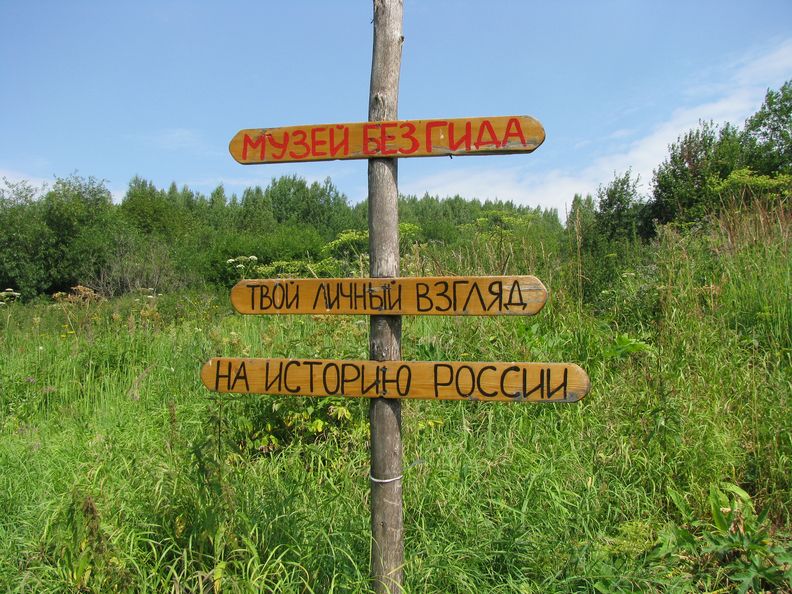 МУЗЕЙ БЕЗ ГИДА
ТВОЙ ЛИЧНЫЙ ВЗГЛЯД
НА ИСТОРИЮ РОССИИ